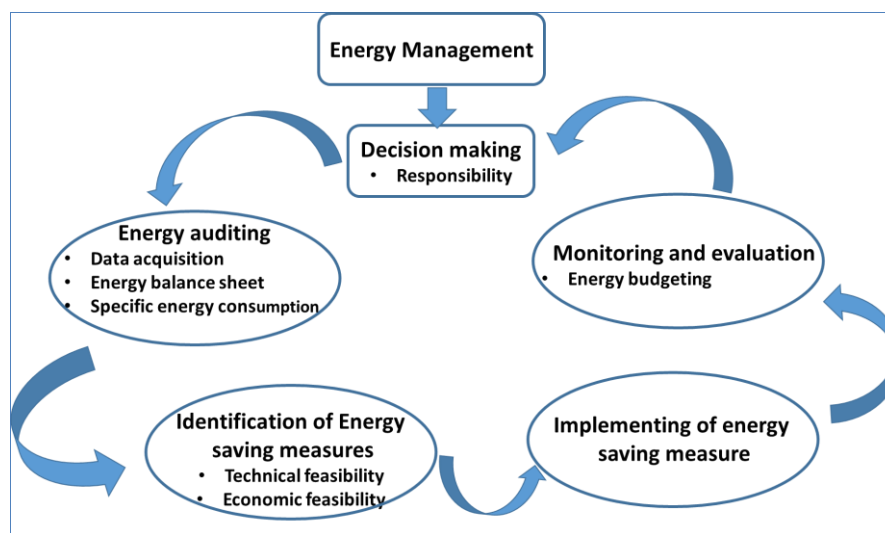 Energy Management
Decision making
• Responsibility
Energy auditing
• Data acquisition
• Energy balance sheet
• Specific energy consumption
Monitoring and evaluation
• Energy budgeting
Identification of Energy
saving measures
• Technical feasibility
• Economic feasibility
Implementing of energy
saving measure